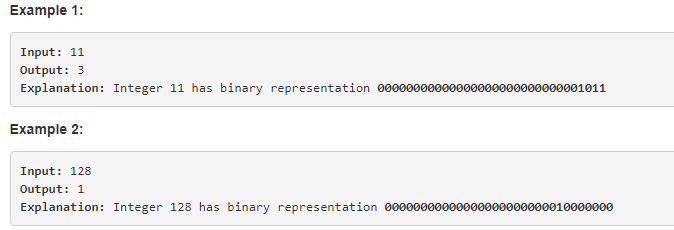 Example 1:
Input: 11
Output: 3
Explanation: Integer 11 has binary representation 00000000000000000000000000001011
Example 2:
Input: 128
Output: 1
Explanation: Integer 128 has binary representation 00000000000000000000000010000000